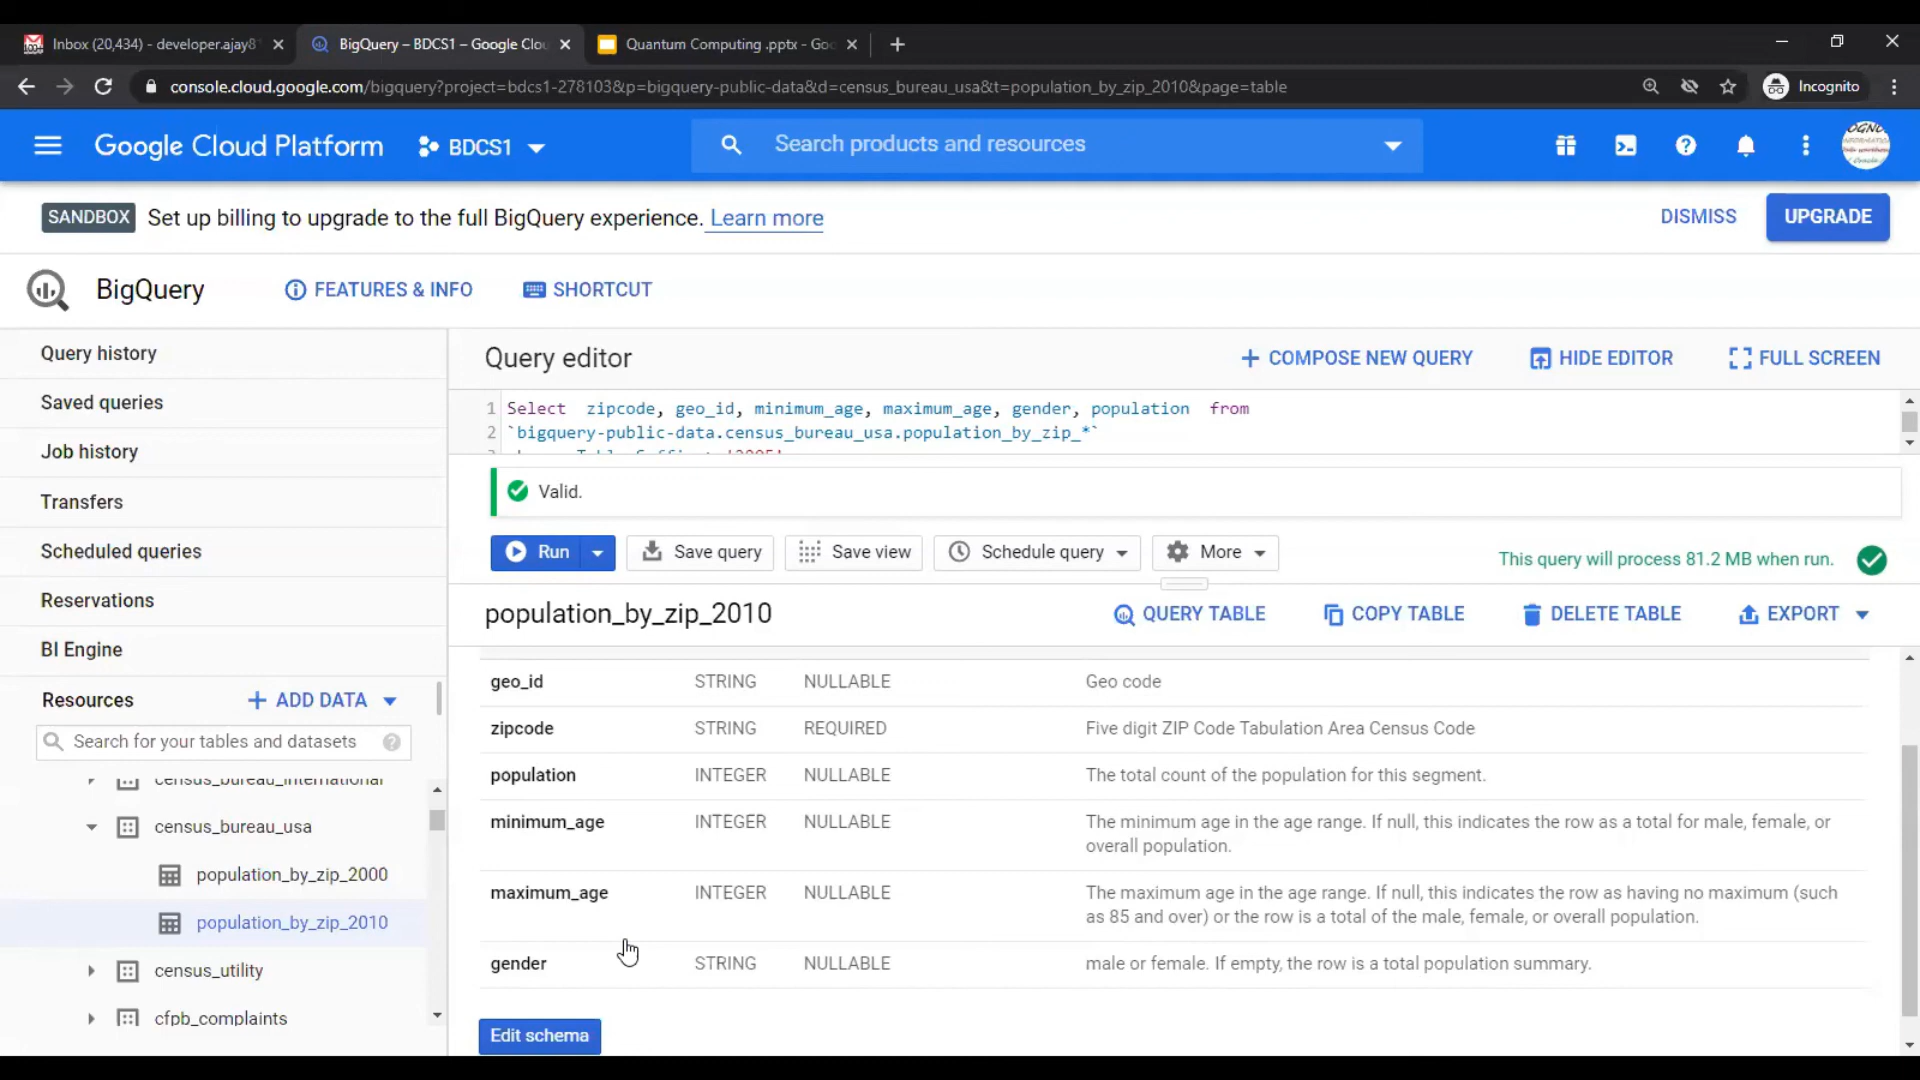 Inbox (20,434) - developer.ajay8
BigQuery – BDCS1 – Google Clou
Quantum Computing .pptx - Goo
console.cloud.google.com/bigquery?project=bdcs1-278103&p=bigquery-public-data&d=census_bureau_usa&t=population_by_zip_2010&page=table
Incognito
Google Cloud Platform
BDCS1
Search products and resources
SANDBOX Set up billing to upgrade to the full BigQuery experience. Learn more
DISMISS
UPGRADE
BigQuery
FEATURES & INFO
SHORTCUT
Query history
Saved queries
Job history
Transfers
Scheduled queries
Reservations
BI Engine
Resources
ADD DATA
Search for your tables and datasets
census_bureau_international
census_bureau_usa
population_by_zip_2000
population_by_zip_2010
census_utility
cfpb_complaints
Query editor
COMPOSE NEW QUERY
HIDE EDITOR
FULL SCREEN
1 Select zipcode, geo_id, minimum_age, maximum_age, gender, population from
2 `bigquery-public-data.census_bureau_usa.population_by_zip_*`
Valid.
Run
Save query
Save view
Schedule query
More
This query will process 81.2 MB when run.
population_by_zip_2010
QUERY TABLE
COPY TABLE
DELETE TABLE
EXPORT
geo_id STRING NULLABLE Geo code
zipcode STRING REQUIRED Five digit ZIP Code Tabulation Area Census Code
population INTEGER NULLABLE The total count of the population for this segment.
minimum_age INTEGER NULLABLE The minimum age in the age range. If null, this indicates the row as a total for male, female, or
overall population.
maximum_age INTEGER NULLABLE The maximum age in the age range. If null, this indicates the row as having no maximum (such
as 85 and over) or the row is a total of the male, female, or overall population.
gender STRING NULLABLE male or female. If empty, the row is a total population summary.
Edit schema